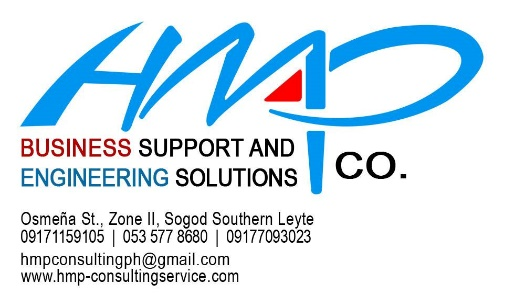 HMP
BUSINESS SUPPORT AND
ENGINEERING SOLUTIONS
CO.
Osmeña St., Zone II, Sogod Southern Leyte
09171159105 | 053 577 8680 | 09177093023
hmpconsultingph@gmail.com
www.hmp-consultingservice.com